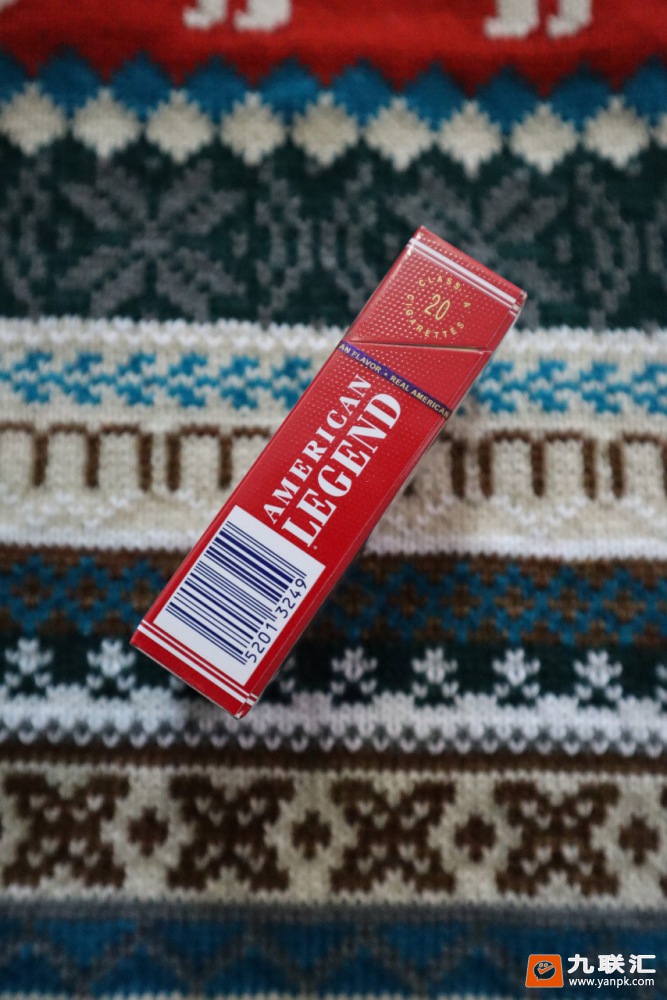 CLASS·A
20
CIGARETTES
AN FLAVOR • REAL AMERICAN
AMERICAN
LEGEND
5201 3249
九联汇
www.yanpk.com